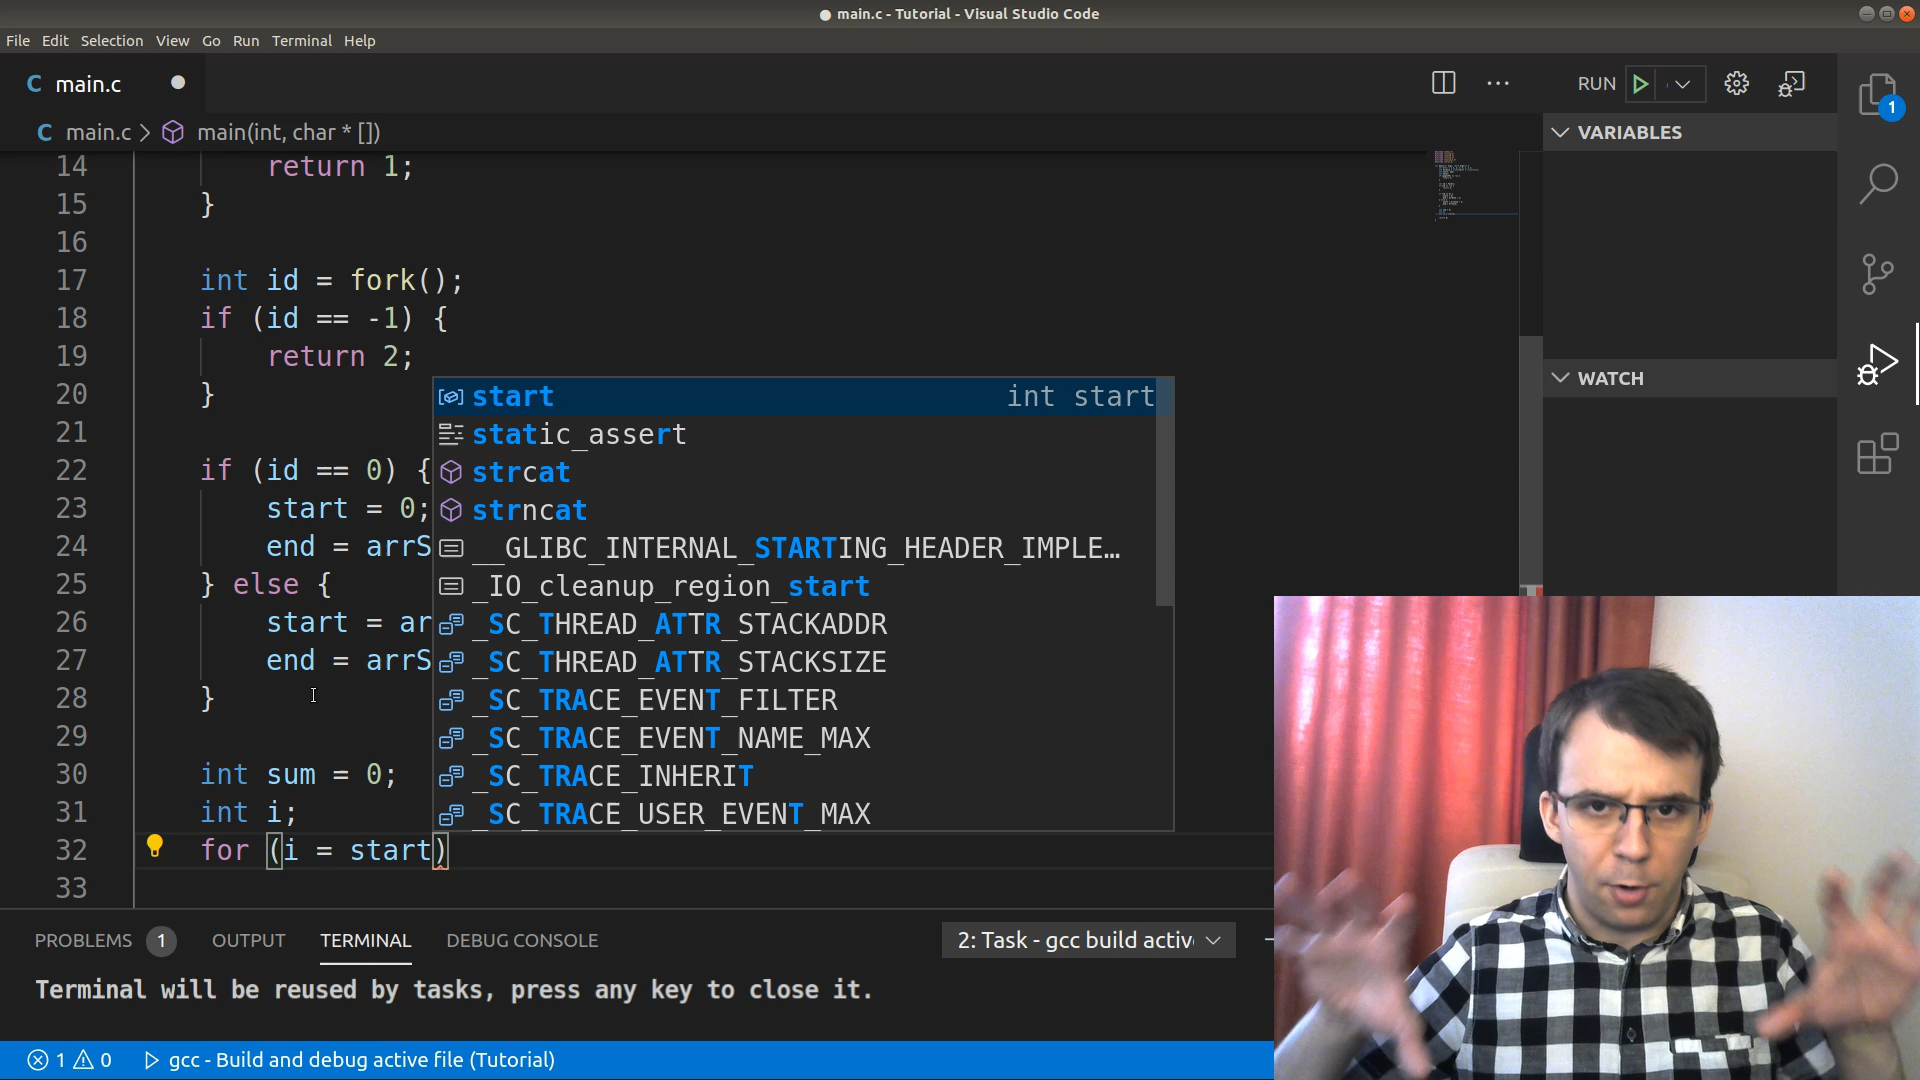 ● main.c - Tutorial - Visual Studio Code
File Edit Selection View Go Run Terminal Help
C main.c ●
RUN
C main.c > main(int, char * [])
VARIABLES
14 return 1;
15 }
16
17 int id = fork();
18 if (id == -1) {
19 return 2;
20 }
21
22 if (id == 0) {
23 start = 0;
24 end = arrS
25 } else {
26 start = ar
27 end = arrS
28 }
29
30 int sum = 0;
31 int i;
32 for (i = start)
33
start int start
static_assert
strcat
strncat
__GLIBC_INTERNAL_STARTING_HEADER_IMPLE…
_IO_cleanup_region_start
_SC_THREAD_ATTR_STACKADDR
_SC_THREAD_ATTR_STACKSIZE
_SC_TRACE_EVENT_FILTER
_SC_TRACE_EVENT_NAME_MAX
_SC_TRACE_INHERIT
_SC_TRACE_USER_EVENT_MAX
WATCH
1
PROBLEMS 1 OUTPUT TERMINAL DEBUG CONSOLE 2: Task - gcc build activ
Terminal will be reused by tasks, press any key to close it.
1 0 gcc - Build and debug active file (Tutorial)